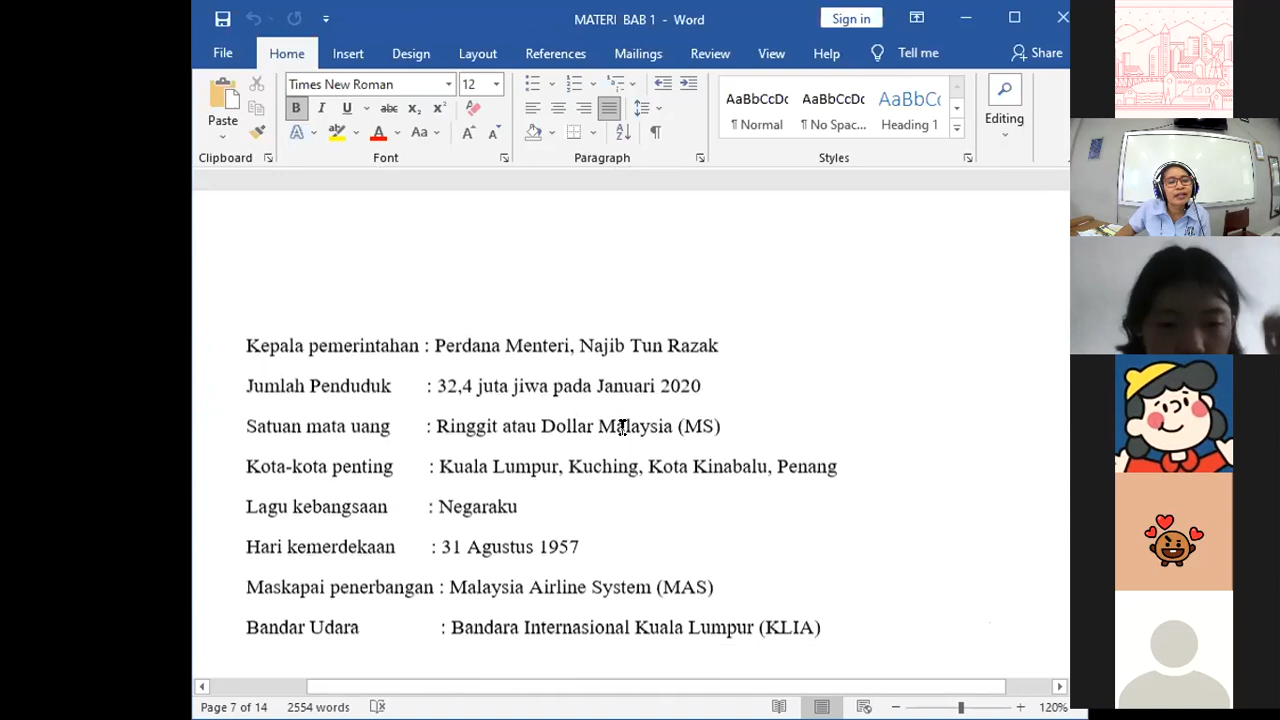 MATERI BAB 1 - Word
Sign in
File Home Insert Design Layout References Mailings Review View Help Tell me Share
Times New Roman 12
Paste
AaBbCcDc AaBbCcDc AaBbCc
¶ Normal ¶ No Spac... Heading 1
Editing
Clipboard Font Paragraph Styles
Kepala pemerintahan : Perdana Menteri, Najib Tun Razak
Jumlah Penduduk : 32,4 juta jiwa pada Januari 2020
Satuan mata uang : Ringgit atau Dollar Malaysia (MS)
Kota-kota penting : Kuala Lumpur, Kuching, Kota Kinabalu, Penang
Lagu kebangsaan : Negaraku
Hari kemerdekaan : 31 Agustus 1957
Maskapai penerbangan : Malaysia Airline System (MAS)
Bandar Udara : Bandara Internasional Kuala Lumpur (KLIA)
Page 7 of 14 2554 words 120%